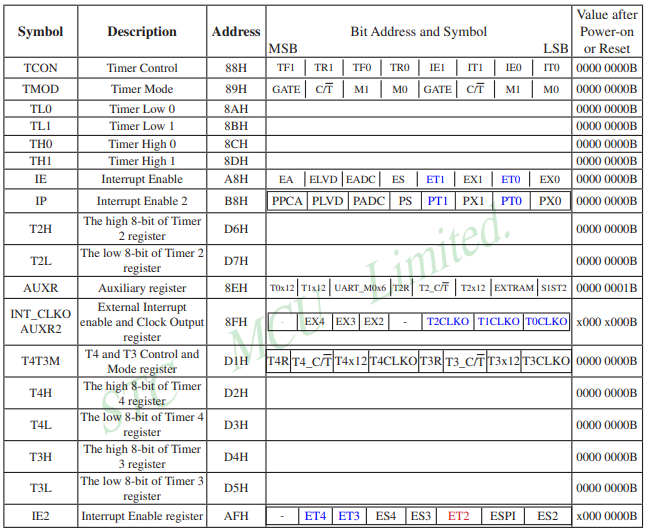 Symbol Description Address Bit Address and Symbol MSB LSB Value after Power-on or Reset
TCON Timer Control 88H TF1 TR1 TF0 TR0 IE1 IT1 IE0 IT0 0000 0000B
TMOD Timer Mode 89H GATE C/T̅ M1 M0 GATE C/T̅ M1 M0 0000 0000B
TL0 Timer Low 0 8AH 0000 0000B
TL1 Timer Low 1 8BH 0000 0000B
TH0 Timer High 0 8CH 0000 0000B
TH1 Timer High 1 8DH 0000 0000B
IE Interrupt Enable A8H EA ELVD EADC ES ET1 EX1 ET0 EX0 0000 0000B
IP Interrupt Enable 2 B8H PPCA PLVD PADC PS PT1 PX1 PT0 PX0 0000 0000B
T2H The high 8-bit of Timer 2 register D6H 0000 0000B
T2L The low 8-bit of Timer 2 register D7H 0000 0000B
AUXR Auxiliary register 8EH T0x12 T1x12 UART_M0x6 T2R T2_C/T̅ T2x12 EXTRAM S1ST2 0000 0001B
INT_CLKO AUXR2 External Interrupt enable and Clock Output register 8FH - EX4 EX3 EX2 - T2CLKO T1CLKO T0CLKO x000 x000B
T4T3M T4 and T3 Control and Mode register D1H T4R T4_C/T̅ T4x12 T4CLKO T3R T3_C/T̅ T3x12 T3CLKO 0000 0000B
T4H The high 8-bit of Timer 4 register D2H 0000 0000B
T4L The low 8-bit of Timer 4 register D3H 0000 0000B
T3H The high 8-bit of Timer 3 register D4H 0000 0000B
T3L The low 8-bit of Timer 3 register D5H 0000 0000B
IE2 Interrupt Enable register AFH - ET4 ET3 ES4 ES3 ET2 ESPI ES2 x000 0000B
STC MCU Limited.